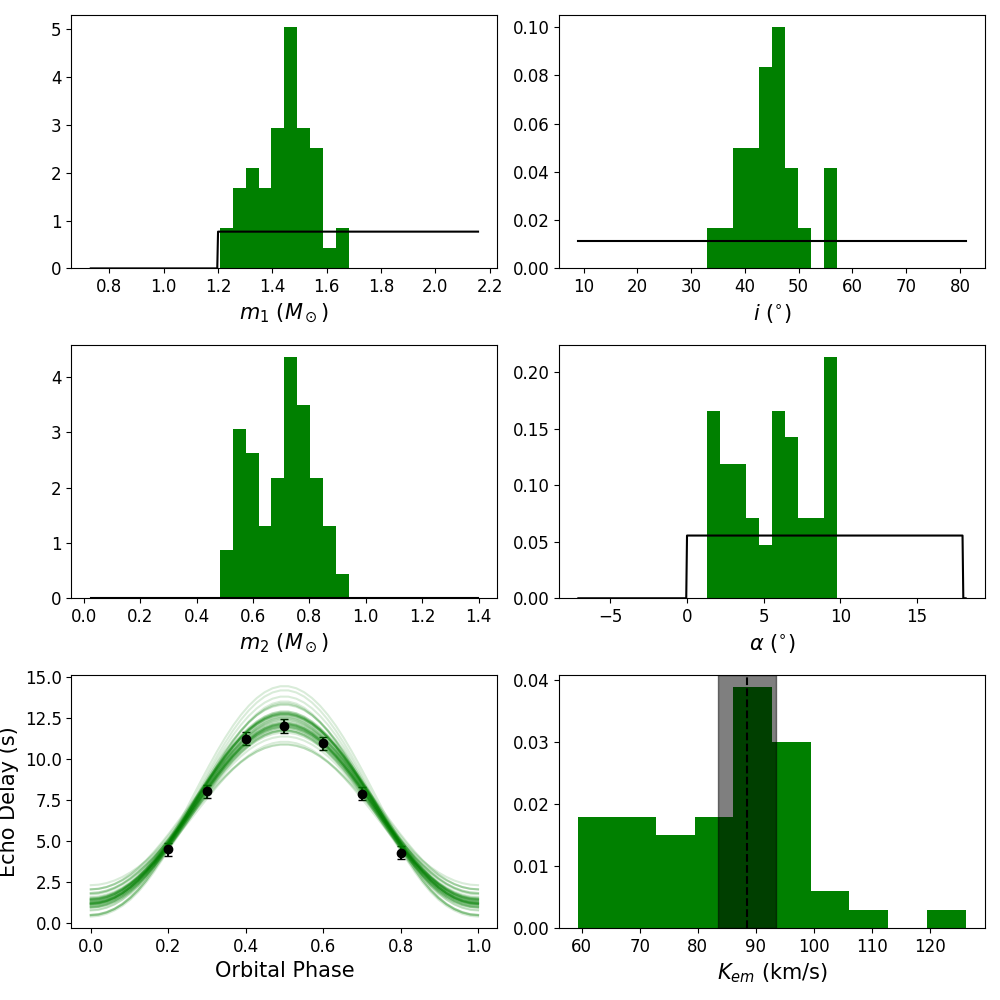 5
4
3
2
1
0
0.8 1.0 1.2 1.4 1.6 1.8 2.0 2.2
m₁ (M⊙)
0.10
0.08
0.06
0.04
0.02
0.00
10 20 30 40 50 60 70 80
i (°)
4
3
2
1
0
0.0 0.2 0.4 0.6 0.8 1.0 1.2 1.4
m₂ (M⊙)
0.20
0.15
0.10
0.05
0.00
−5 0 5 10 15
α (°)
15.0
12.5
10.0
7.5
5.0
2.5
0.0
Echo Delay (s)
0.0 0.2 0.4 0.6 0.8 1.0
Orbital Phase
0.04
0.03
0.02
0.01
0.00
60 70 80 90 100 110 120
Kₑₘ (km/s)